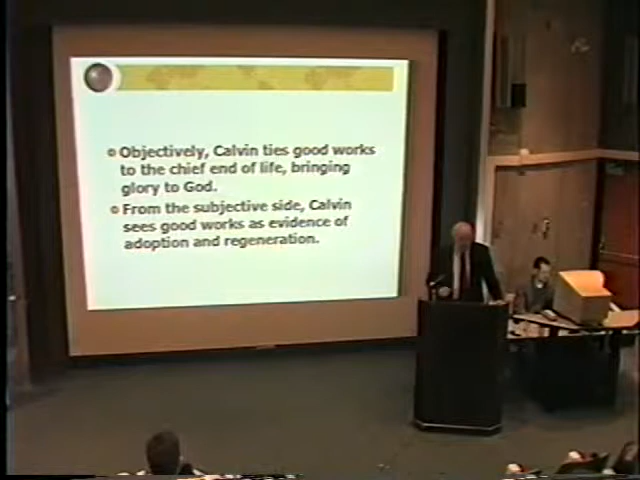 Objectively, Calvin ties good works
to the chief end of life, bringing
glory to God.
From the subjective side, Calvin
sees good works as evidence of
adoption and regeneration.